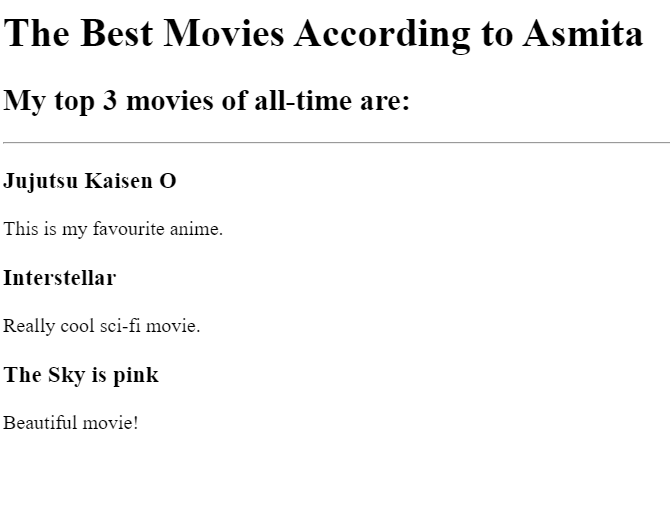 The Best Movies According to Asmita
My top 3 movies of all-time are:
Jujutsu Kaisen O
This is my favourite anime.
Interstellar
Really cool sci-fi movie.
The Sky is pink
Beautiful movie!